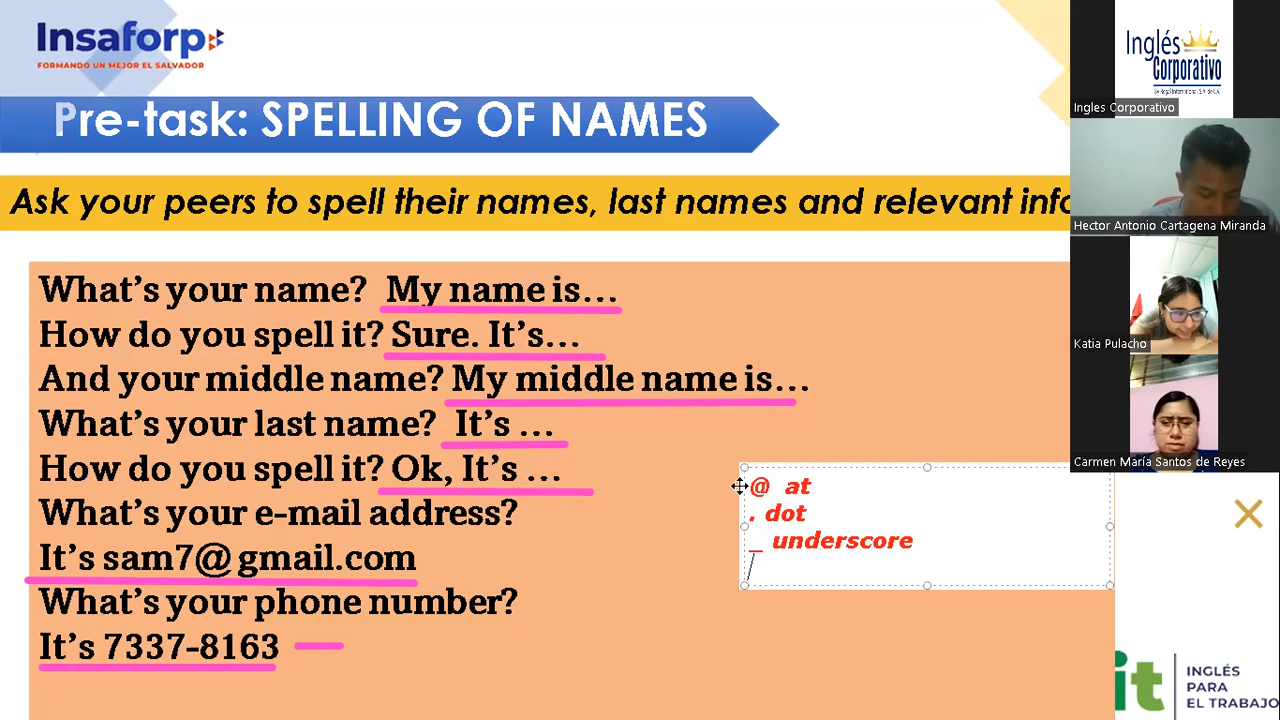 Insaforp
FORMANDO UN MEJOR EL SALVADOR
Pre-task: SPELLING OF NAMES
Ask your peers to spell their names, last names and relevant info
What's your name? My name is...
How do you spell it? Sure. It's...
And your middle name? My middle name is...
What's your last name? It's ...
How do you spell it? Ok, It's ...
What's your e-mail address?
It's sam7@gmail.com
What's your phone number?
It's 7337-8163
@ at
. dot
_ underscore
Inglés
Corporativo
Ingles Corporativo
Hector Antonio Cartagena Miranda
Katia Pulacho
Carmen María Santos de Reyes
it
INGLÉS
PARA
EL TRABAJO